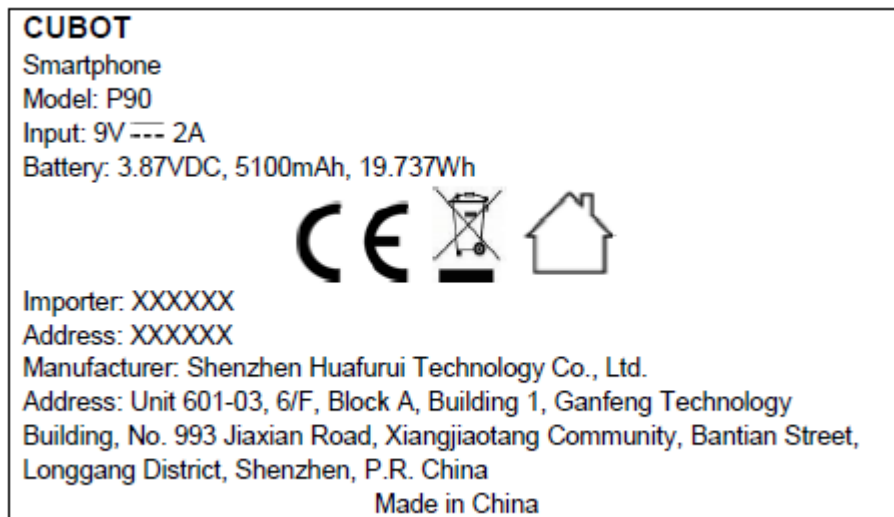 CUBOT
Smartphone
Model: P90
Input: 9V ⎓ 2A
Battery: 3.87VDC, 5100mAh, 19.737Wh
CE
Importer: XXXXXX
Address: XXXXXX
Manufacturer: Shenzhen Huafurui Technology Co., Ltd.
Address: Unit 601-03, 6/F, Block A, Building 1, Ganfeng Technology
Building, No. 993 Jiaxian Road, Xiangjiaotang Community, Bantian Street,
Longgang District, Shenzhen, P.R. China
Made in China